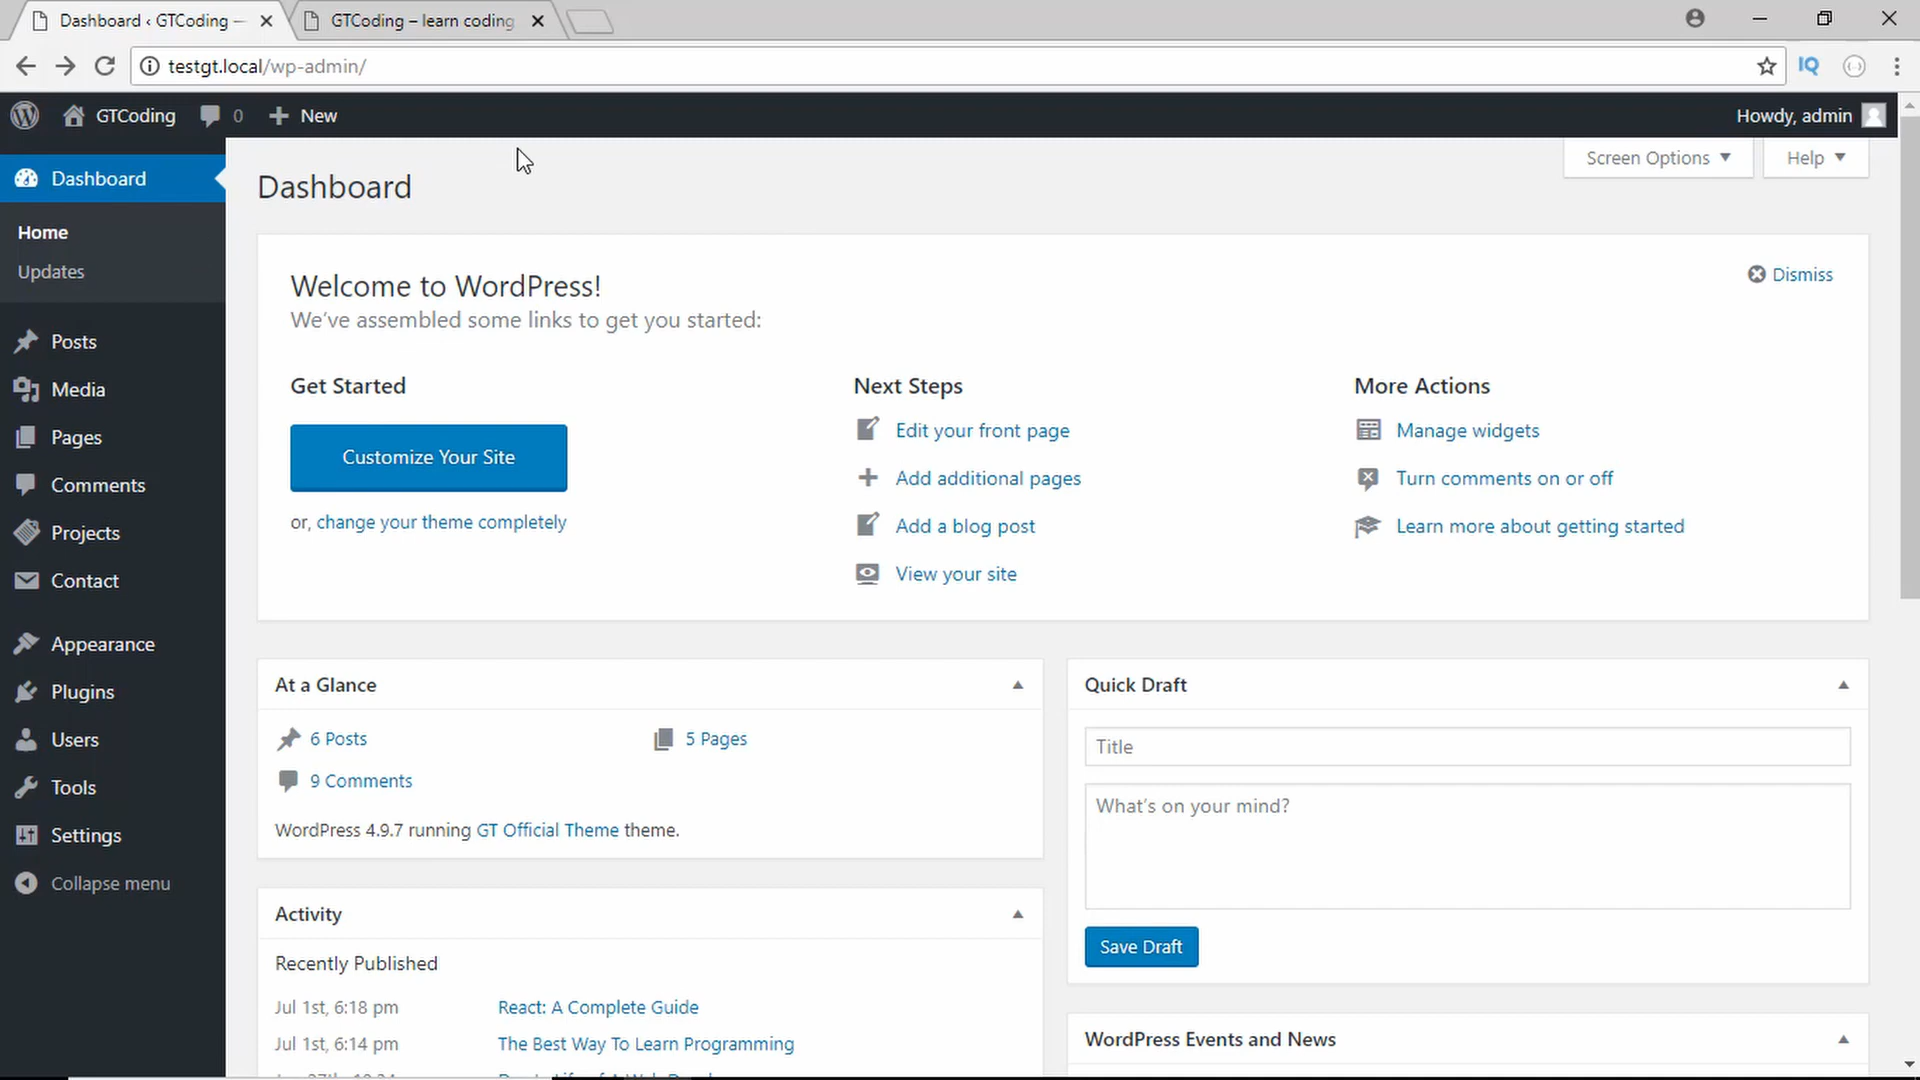 Dashboard ‹ GTCoding —
GTCoding – learn coding
testgt.local/wp-admin/
IQ
GTCoding
0
New
Howdy, admin
Dashboard
Home
Updates
Posts
Media
Pages
Comments
Projects
Contact
Appearance
Plugins
Users
Tools
Settings
Collapse menu
Screen Options
Help
Dashboard
Welcome to WordPress!
We've assembled some links to get you started:
Dismiss
Get Started
Customize Your Site
or, change your theme completely
Next Steps
Edit your front page
Add additional pages
Add a blog post
View your site
More Actions
Manage widgets
Turn comments on or off
Learn more about getting started
At a Glance
6 Posts
5 Pages
9 Comments
WordPress 4.9.7 running GT Official Theme theme.
Activity
Recently Published
Jul 1st, 6:18 pm React: A Complete Guide
Jul 1st, 6:14 pm The Best Way To Learn Programming
Quick Draft
Title
What's on your mind?
Save Draft
WordPress Events and News